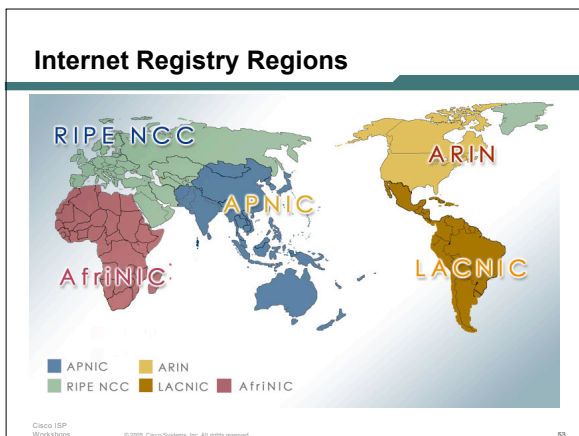 Internet Registry Regions
RIPE NCC
ARIN
APNIC
AfriNIC
LACNIC
APNIC ARIN
RIPE NCC LACNIC AfriNIC
Cisco ISP
Workshops © 2005, Cisco Systems, Inc. All rights reserved. 53